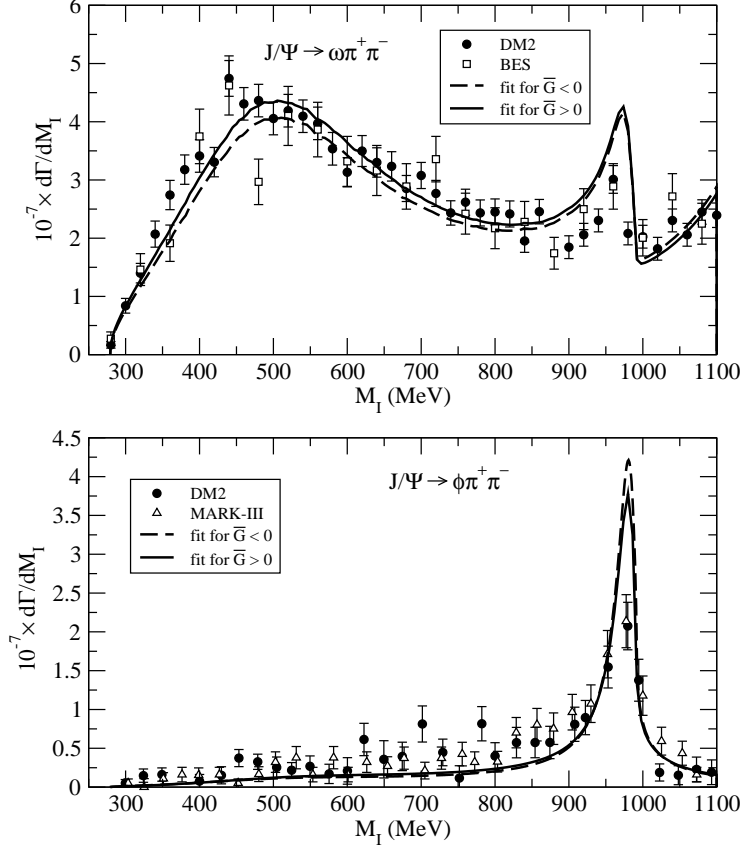 J/Ψ→ ωπ⁺π⁻
DM2
BES
fit for G̅ < 0
fit for G̅ > 0
10⁻⁷× dΓ/dM_I
6
5
4
3
2
1
0
300 400 500 600 700 800 900 1000 1100
M_I (MeV)
J/Ψ→ ϕπ⁺π⁻
DM2
MARK-III
fit for G̅ < 0
fit for G̅ > 0
10⁻⁷× dΓ/dM_I
4.5
4
3.5
3
2.5
2
1.5
1
0.5
0
300 400 500 600 700 800 900 1000 1100
M_I (MeV)